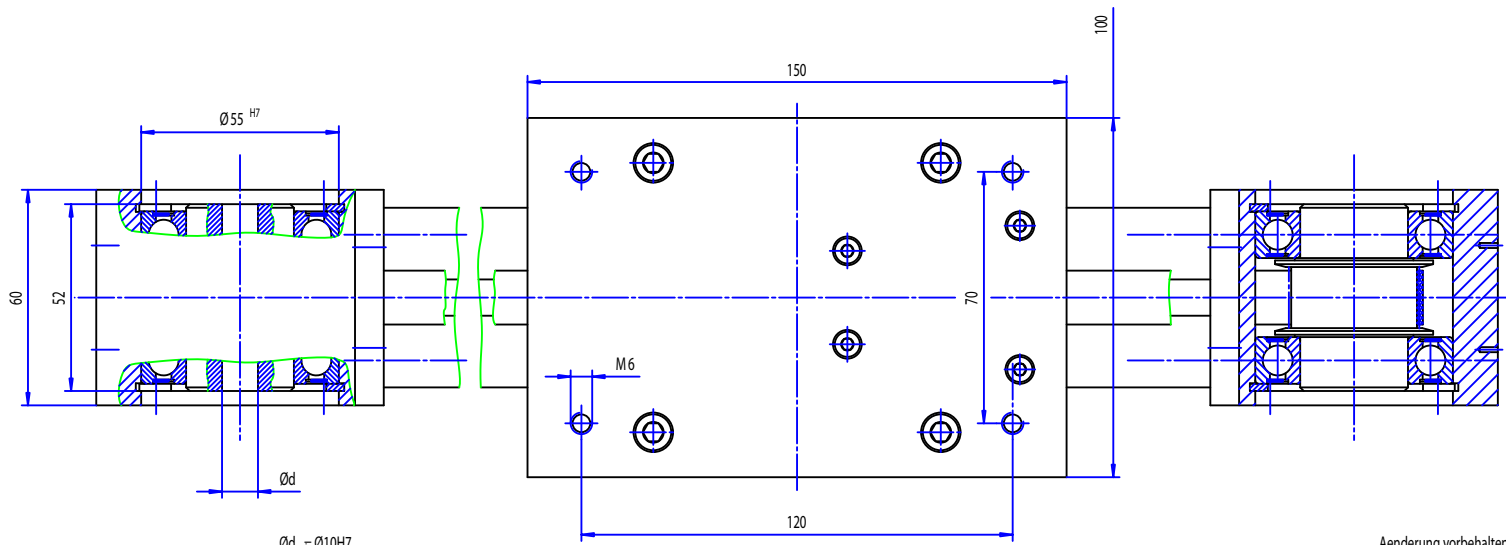 100
150
Ø55 H7
60
52
70
M6
Ød
120
Ød = Ø10H7
Aenderung vorbehalten